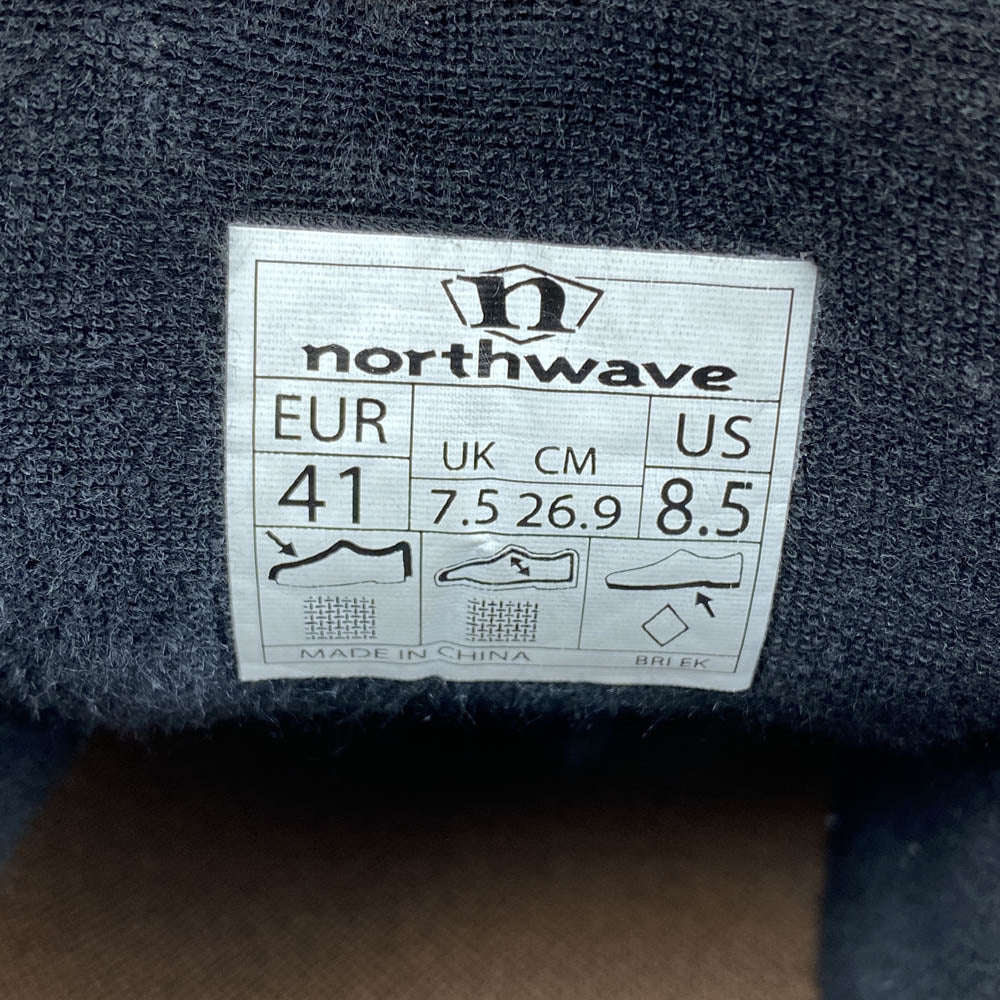 n
northwave
EUR UK CM US
41 7.5 26.9 8.5
MADE IN CHINA BRI EK